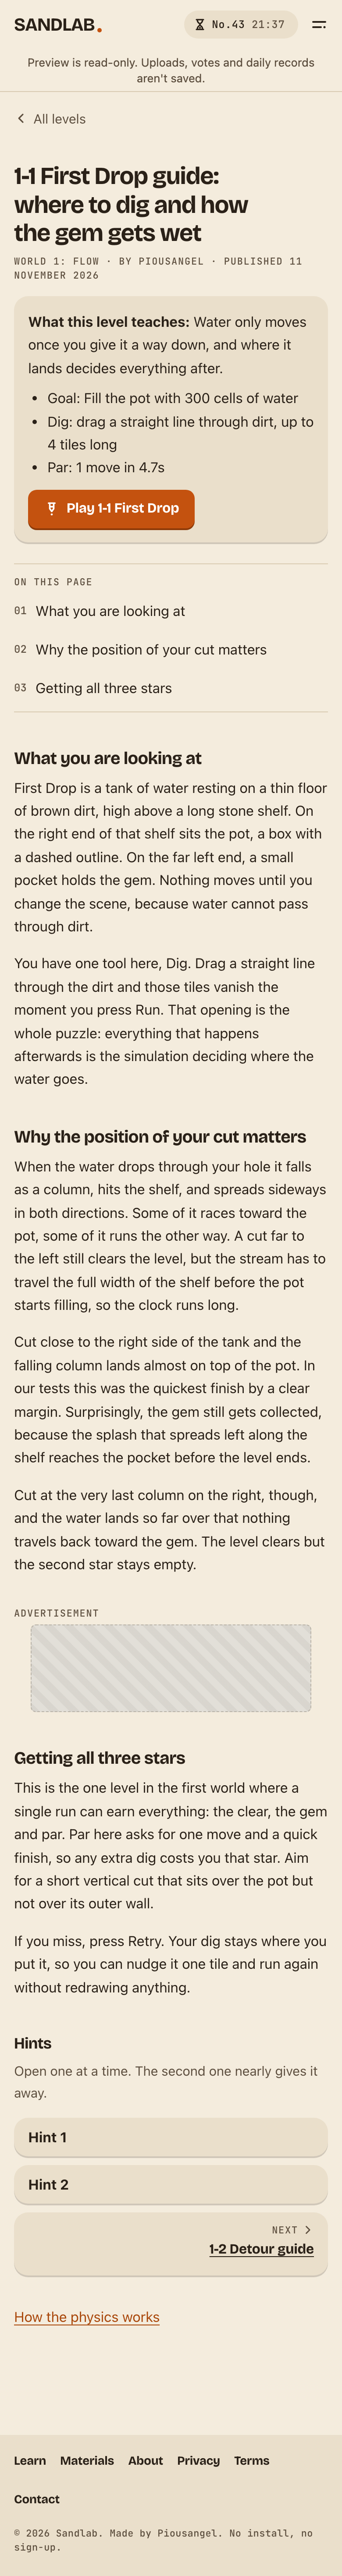 SANDLAB.
No.43 21:37
Preview is read-only. Uploads, votes and daily records
aren't saved.
All levels
1-1 First Drop guide:
where to dig and how
the gem gets wet
WORLD 1: FLOW · BY PIOUSANGEL · PUBLISHED 11
NOVEMBER 2026
What this level teaches: Water only moves
once you give it a way down, and where it
lands decides everything after.
• Goal: Fill the pot with 300 cells of water
• Dig: drag a straight line through dirt, up to
4 tiles long
• Par: 1 move in 4.7s
Play 1-1 First Drop
ON THIS PAGE
01 What you are looking at
02 Why the position of your cut matters
03 Getting all three stars
What you are looking at
First Drop is a tank of water resting on a thin floor
of brown dirt, high above a long stone shelf. On
the right end of that shelf sits the pot, a box with
a dashed outline. On the far left end, a small
pocket holds the gem. Nothing moves until you
change the scene, because water cannot pass
through dirt.
You have one tool here, Dig. Drag a straight line
through the dirt and those tiles vanish the
moment you press Run. That opening is the
whole puzzle: everything that happens
afterwards is the simulation deciding where the
water goes.
Why the position of your cut matters
When the water drops through your hole it falls
as a column, hits the shelf, and spreads sideways
in both directions. Some of it races toward the
pot, some of it runs the other way. A cut far to
the left still clears the level, but the stream has to
travel the full width of the shelf before the pot
starts filling, so the clock runs long.
Cut close to the right side of the tank and the
falling column lands almost on top of the pot. In
our tests this was the quickest finish by a clear
margin. Surprisingly, the gem still gets collected,
because the splash that spreads left along the
shelf reaches the pocket before the level ends.
Cut at the very last column on the right, though,
and the water lands so far over that nothing
travels back toward the gem. The level clears but
the second star stays empty.
ADVERTISEMENT
Getting all three stars
This is the one level in the first world where a
single run can earn everything: the clear, the gem
and par. Par here asks for one move and a quick
finish, so any extra dig costs you that star. Aim
for a short vertical cut that sits over the pot but
not over its outer wall.
If you miss, press Retry. Your dig stays where you
put it, so you can nudge it one tile and run again
without redrawing anything.
Hints
Open one at a time. The second one nearly gives it
away.
Hint 1
Hint 2
NEXT
1-2 Detour guide
How the physics works
Learn Materials About Privacy Terms
Contact
© 2026 Sandlab. Made by Piousangel. No install, no
sign-up.